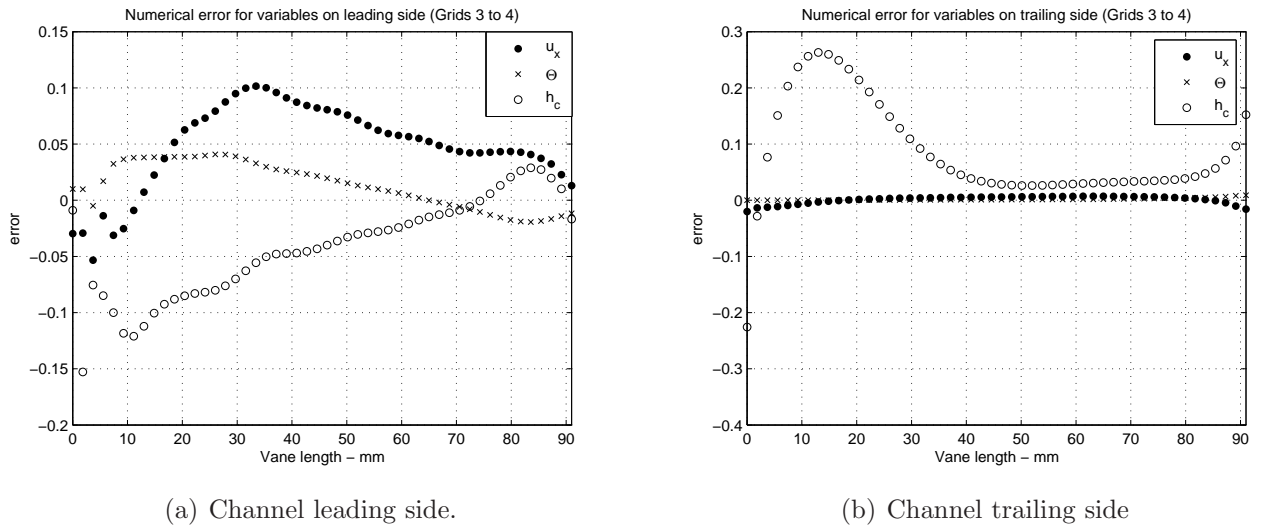 Numerical error for variables on leading side (Grids 3 to 4)
0.15
0.1
0.05
0
−0.05
−0.1
−0.15
−0.2
error
0 10 20 30 40 50 60 70 80 90
Vane length − mm
u_x
Θ
h_c
(a) Channel leading side.
Numerical error for variables on trailing side (Grids 3 to 4)
0.3
0.2
0.1
0
−0.1
−0.2
−0.3
−0.4
error
0 10 20 30 40 50 60 70 80 90
Vane length − mm
u_x
Θ
h_c
(b) Channel trailing side